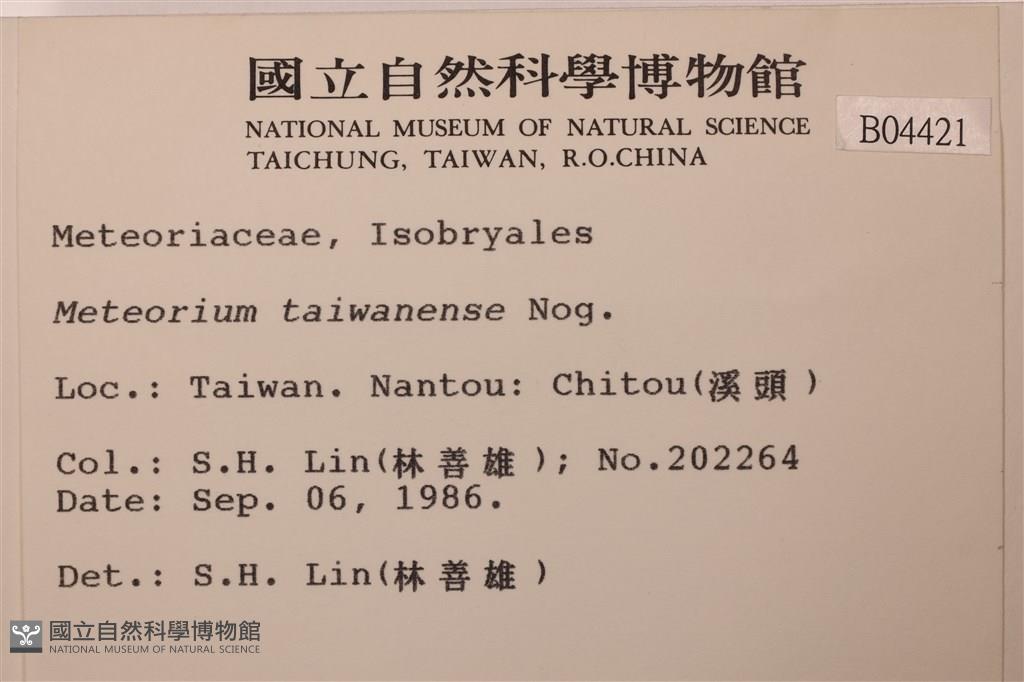 國立自然科學博物館
NATIONAL MUSEUM OF NATURAL SCIENCE
TAICHUNG, TAIWAN, R.O.CHINA
B04421
Meteoriaceae, Isobryales
Meteorium taiwanense Nog.
Loc.: Taiwan. Nantou: Chitou(溪頭)
Col.: S.H. Lin(林善雄); No.202264
Date: Sep. 06, 1986.
Det.: S.H. Lin(林善雄)
國立自然科學博物館
NATIONAL MUSEUM OF NATURAL SCIENCE